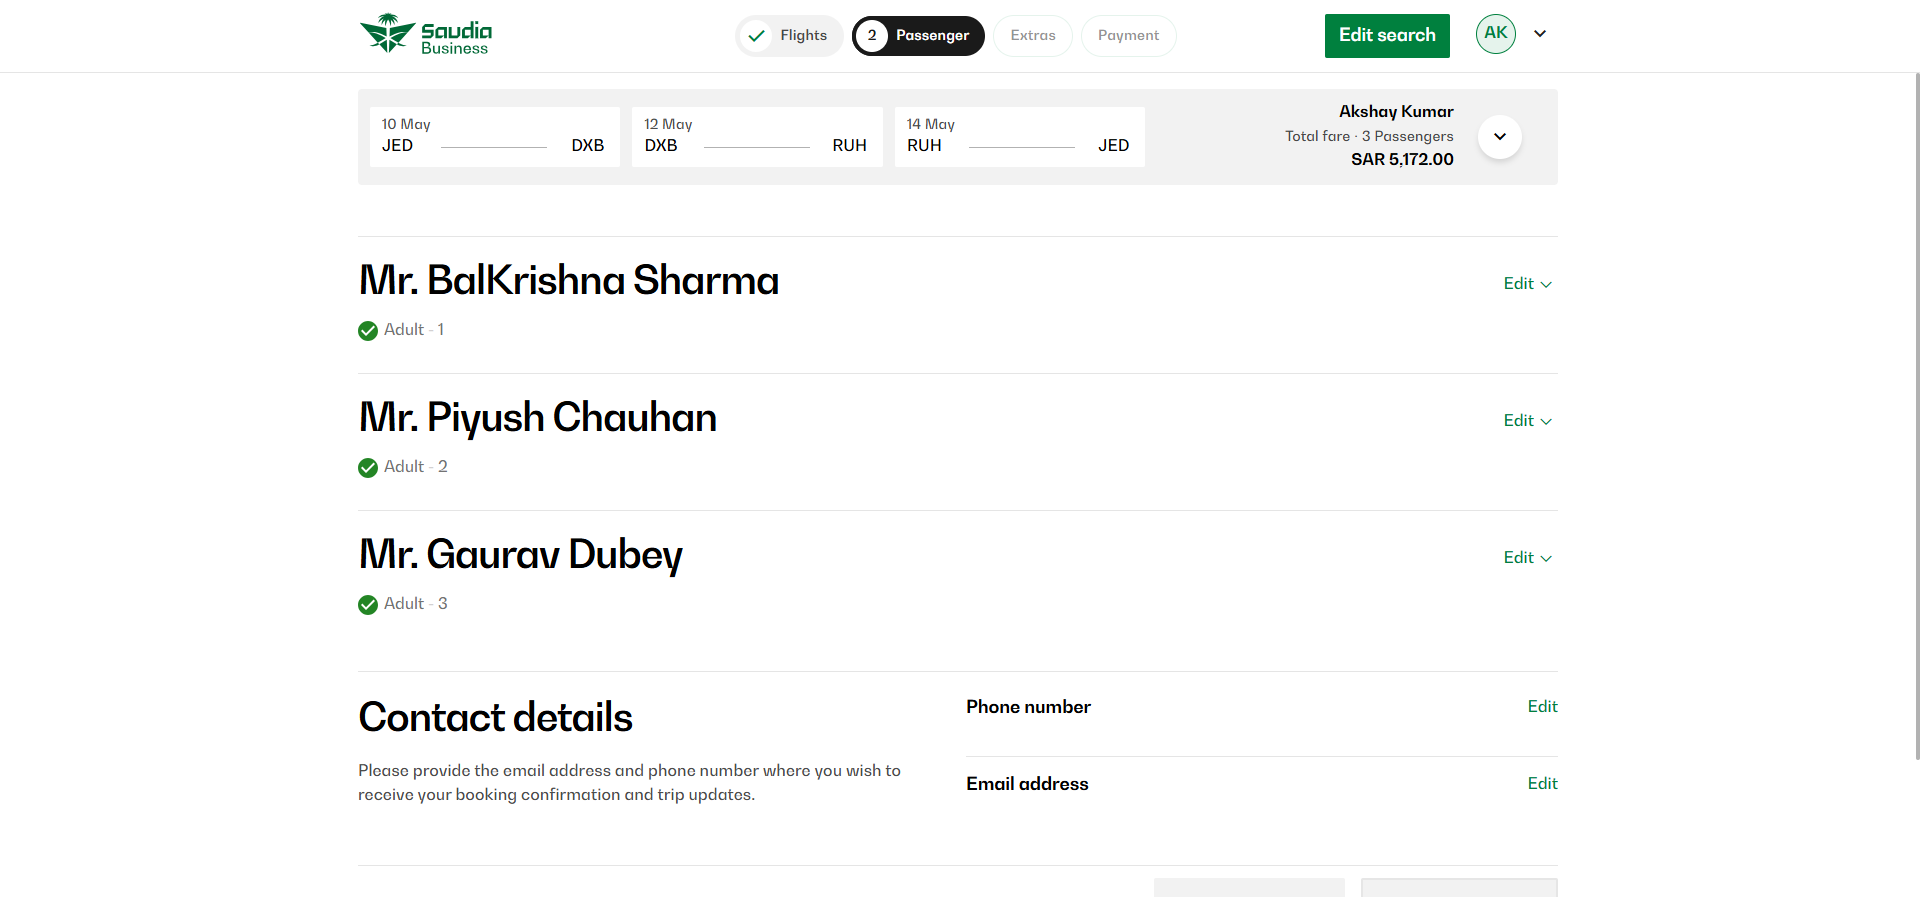 Saudia
Business
Flights
2 Passenger
Extras
Payment
Edit search
AK
10 May
JED DXB
12 May
DXB RUH
14 May
RUH JED
Akshay Kumar
Total fare · 3 Passengers
SAR 5,172.00
Mr. BalKrishna Sharma
Edit
Adult - 1
Mr. Piyush Chauhan
Edit
Adult - 2
Mr. Gaurav Dubey
Edit
Adult - 3
Contact details
Please provide the email address and phone number where you wish to
receive your booking confirmation and trip updates.
Phone number
Edit
Email address
Edit